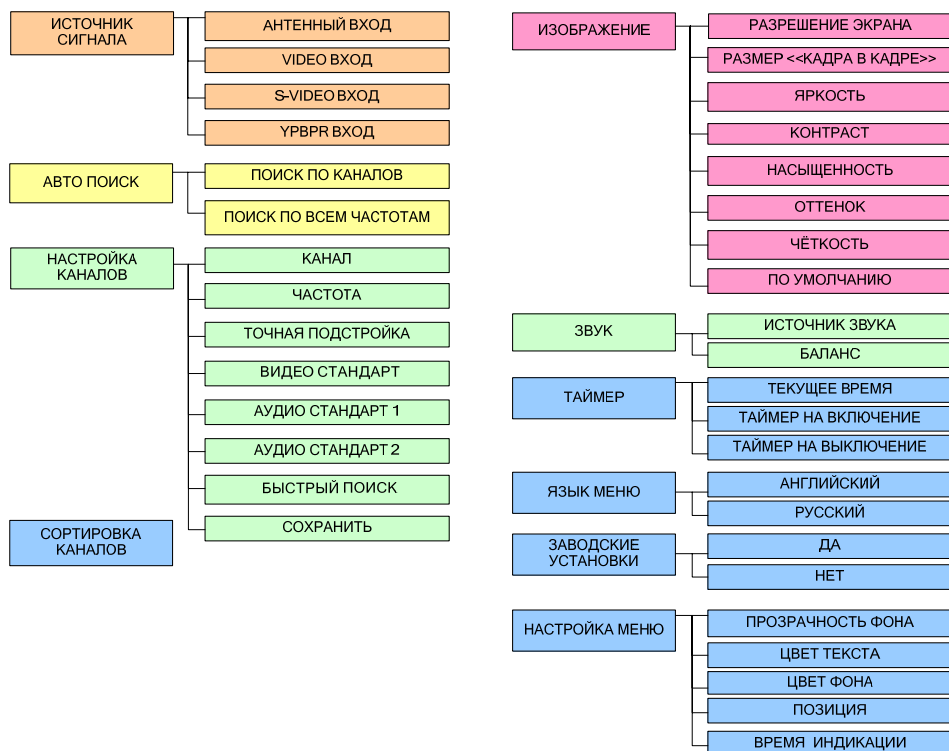 ИСТОЧНИК
СИГНАЛА
АНТЕННЫЙ ВХОД
VIDEO ВХОД
S-VIDEO ВХОД
YPBPR ВХОД
АВТО ПОИСК
ПОИСК ПО КАНАЛОВ
ПОИСК ПО ВСЕМ ЧАСТОТАМ
НАСТРОЙКА
КАНАЛОВ
КАНАЛ
ЧАСТОТА
ТОЧНАЯ ПОДСТРОЙКА
ВИДЕО СТАНДАРТ
АУДИО СТАНДАРТ 1
АУДИО СТАНДАРТ 2
БЫСТРЫЙ ПОИСК
СОХРАНИТЬ
СОРТИРОВКА
КАНАЛОВ
ИЗОБРАЖЕНИЕ
РАЗРЕШЕНИЕ ЭКРАНА
РАЗМЕР <<КАДРА В КАДРЕ>>
ЯРКОСТЬ
КОНТРАСТ
НАСЫЩЕННОСТЬ
ОТТЕНОК
ЧЁТКОСТЬ
ПО УМОЛЧАНИЮ
ЗВУК
ИСТОЧНИК ЗВУКА
БАЛАНС
ТАЙМЕР
ТЕКУЩЕЕ ВРЕМЯ
ТАЙМЕР НА ВКЛЮЧЕНИЕ
ТАЙМЕР НА ВЫКЛЮЧЕНИЕ
ЯЗЫК МЕНЮ
АНГЛИЙСКИЙ
РУССКИЙ
ЗАВОДСКИЕ
УСТАНОВКИ
ДА
НЕТ
НАСТРОЙКА МЕНЮ
ПРОЗРАЧНОСТЬ ФОНА
ЦВЕТ ТЕКСТА
ЦВЕТ ФОНА
ПОЗИЦИЯ
ВРЕМЯ ИНДИКАЦИИ